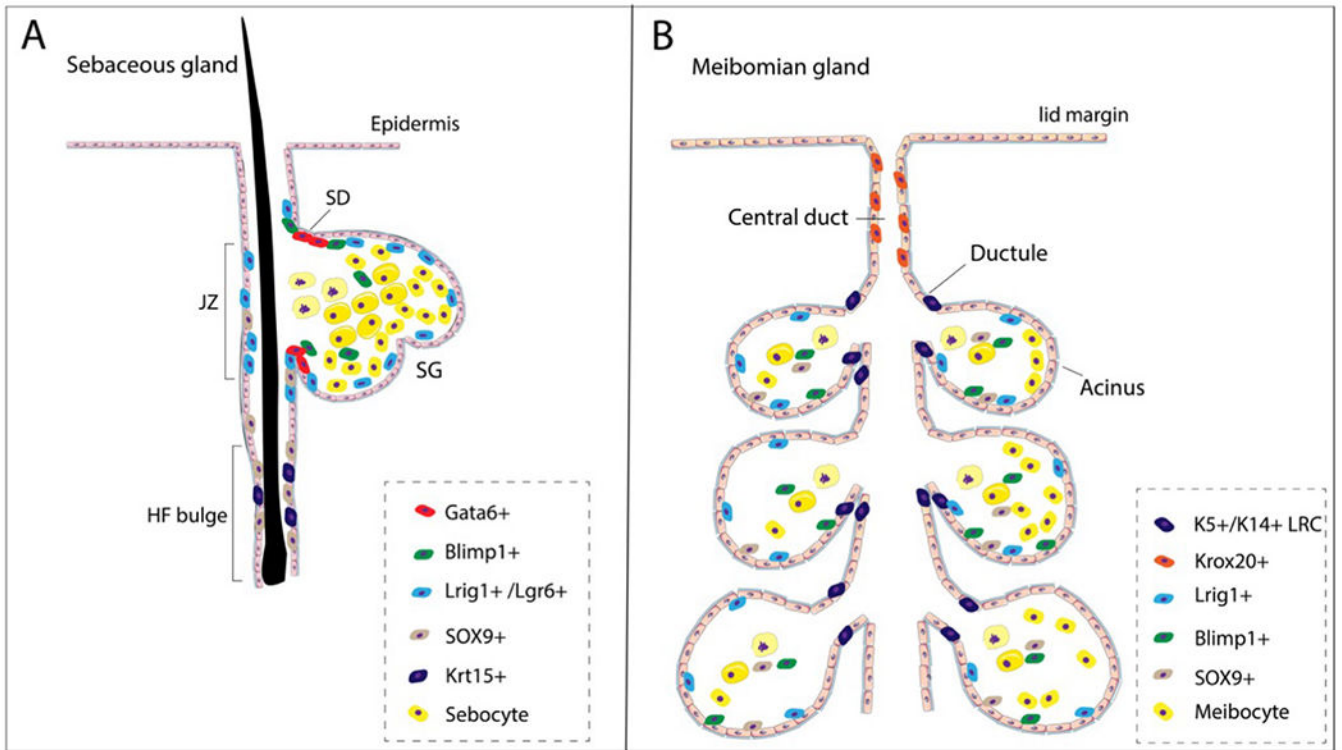 A
Sebaceous gland
Epidermis
SD
JZ
SG
HF bulge
Gata6+
Blimp1+
Lrig1+ /Lgr6+
SOX9+
Krt15+
Sebocyte
B
Meibomian gland
lid margin
Central duct
Ductule
Acinus
K5+/K14+ LRC
Krox20+
Lrig1+
Blimp1+
SOX9+
Meibocyte